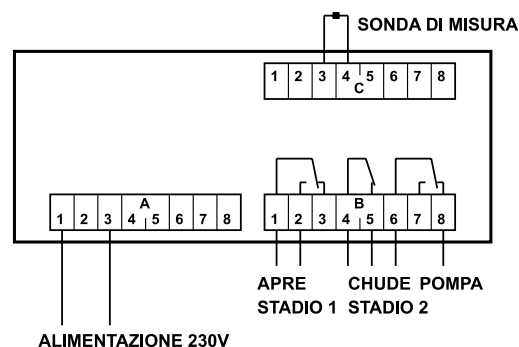 SONDA DI MISURA
1 2 3 4 5 6 7 8
C
A
1 2 3 4 5 6 7 8
B
1 2 3 4 5 6 7 8
APRE CHUDE POMPA
STADIO 1 STADIO 2
ALIMENTAZIONE 230V